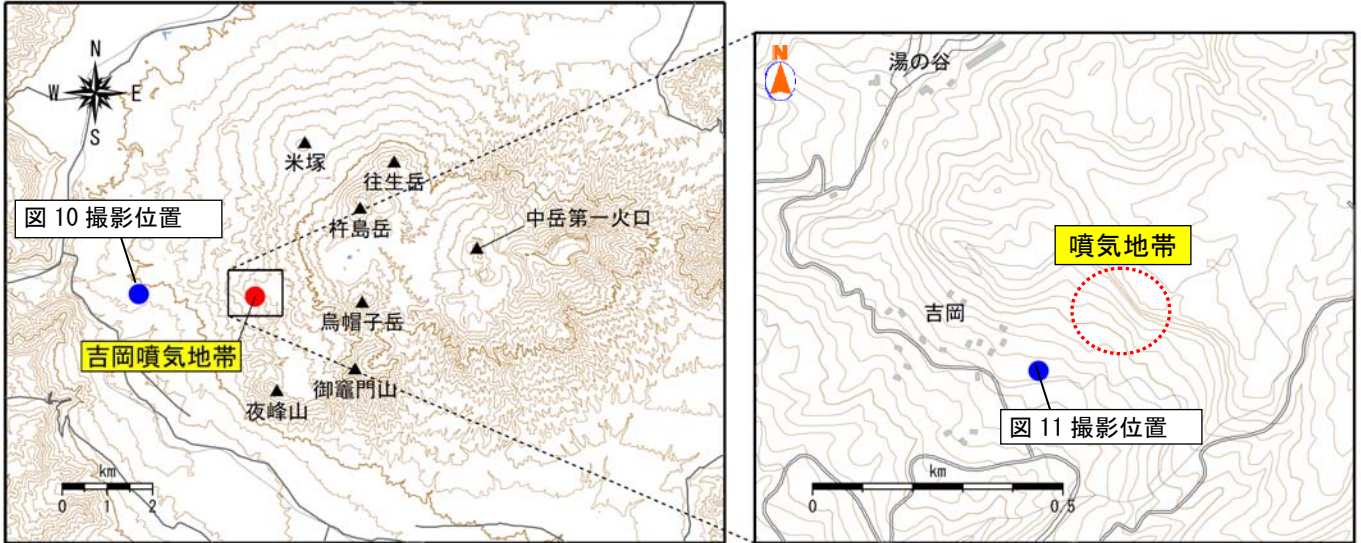 N
W E
S
米塚
往生岳
杵島岳
中岳第一火口
図 10 撮影位置
烏帽子岳
吉岡噴気地帯
御竈門山
夜峰山
km
0 1 2
N
湯の谷
噴気地帯
吉岡
図 11 撮影位置
km
0 0.5